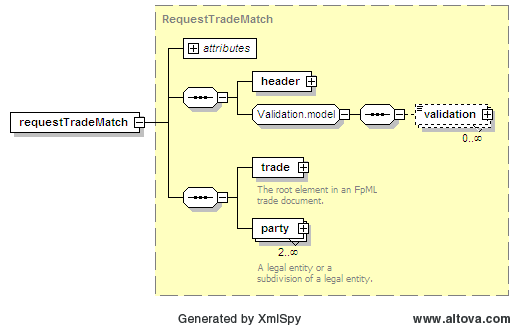 RequestTradeMatch
attributes
header
Validation.model
validation
0..∞
requestTradeMatch
trade
The root element in an FpML
trade document.
party
2..∞
A legal entity or a
subdivision of a legal entity.
Generated by XmlSpy
www.altova.com